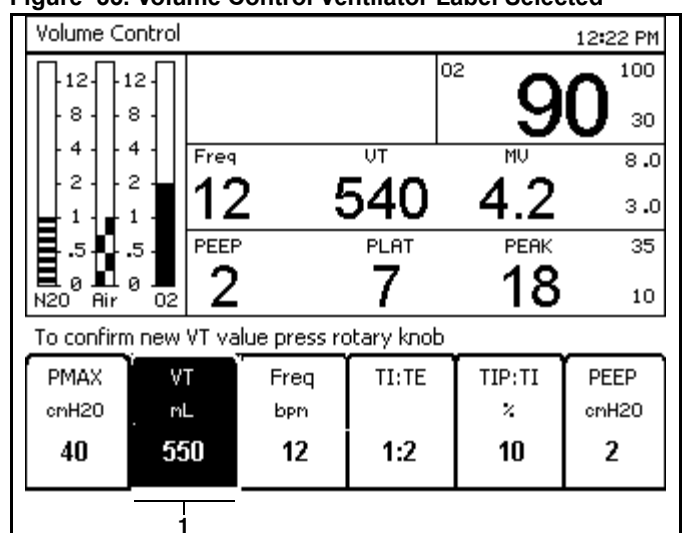 Figure 63. Volume Control Ventilator Label Selected
Volume Control 12:22 PM
12 12
8 8
4 4
2 2
1 1
.5 .5
0 0
N2O Air O2
O2 90 100
30
Freq VT MV 8.0
12 540 4.2 3.0
PEEP PLAT PEAK 35
2 7 18 10
To confirm new VT value press rotary knob
PMAX VT Freq TI:TE TIP:TI PEEP
cmH2O mL bpm % cmH2O
40 550 12 1:2 10 2
1